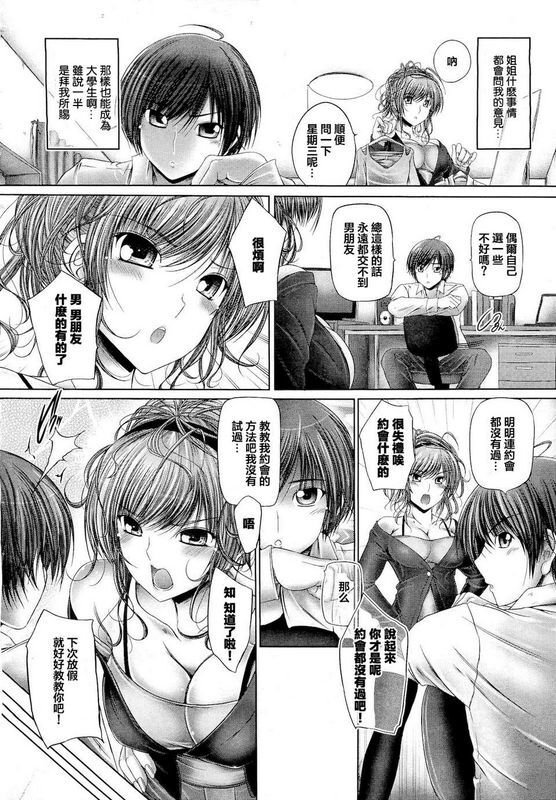 姐姐什麼事情
都會問我的意見…
吶
順便
問一下
星期三呢…
那樣也能成為
大學生啊…
雖說一半
是拜我所賜
偶爾自己
選一些
不好嗎？
總這樣的話
永遠都交不到
男朋友
很煩啊
男 男朋友
什麼的有的了
明明連約會
都沒有過…
很失禮唉
約會什麼的
說起來
你才是呢
約會都沒有過吧！
那么
教教我約會的
方法吧我沒有
試過…
唔
知 知道了啦！
下次放假
就好好教教
你吧！